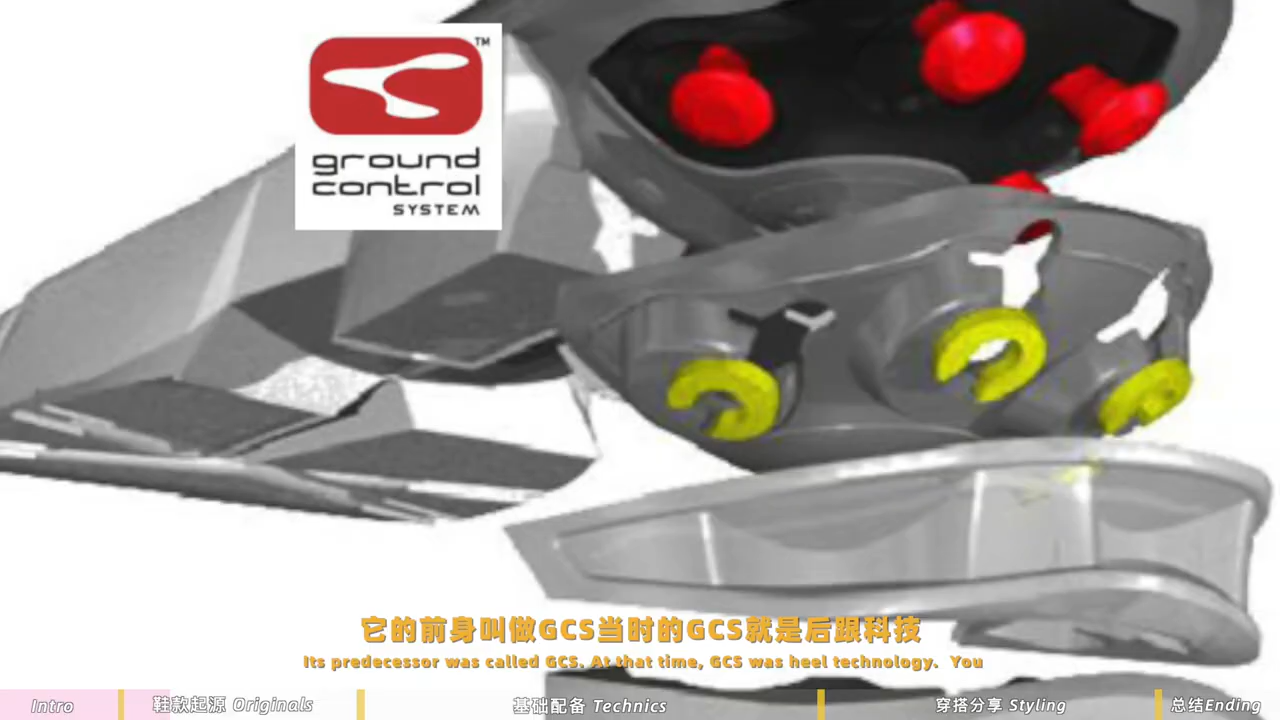 TM
ground
control
SYSTEM
它的前身叫做GCS当时的GCS就是后跟科技
Its predecessor was called GCS. At that time, GCS was heel technology. You
Intro
鞋款起源 Originals
基础配备 Technics
穿搭分享 Styling
总结Ending